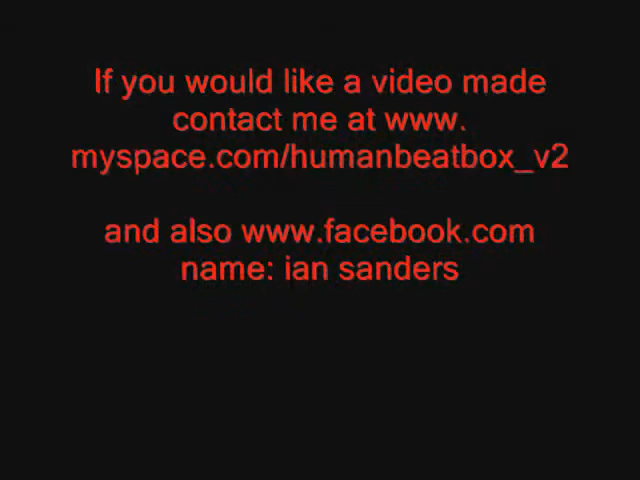 If you would like a video made
contact me at www.
myspace.com/humanbeatbox_v2
and also www.facebook.com
name: ian sanders